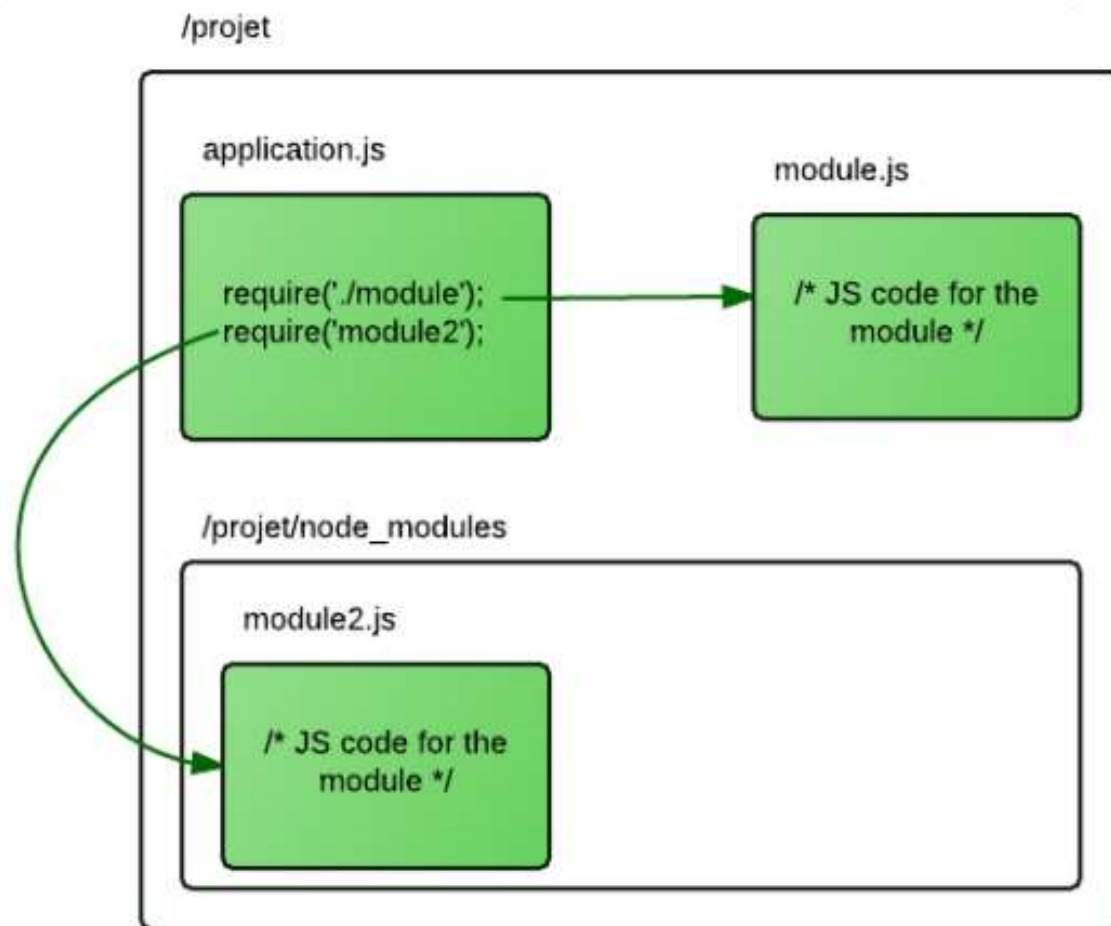 /projet
application.js
module.js
require('./module');
require('module2');
/* JS code for the
module */
/projet/node_modules
module2.js
/* JS code for the
module */